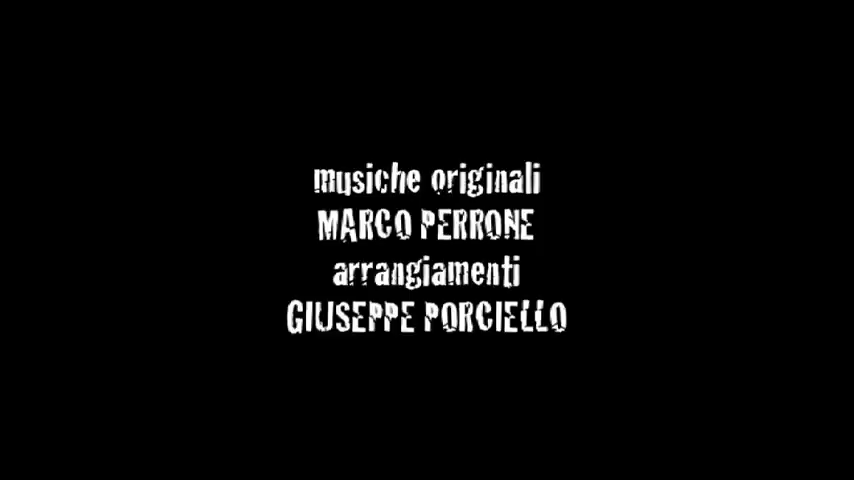 musiche originali
MARCO PERRONE
arrangiamenti
GIUSEPPE PORCIELLO